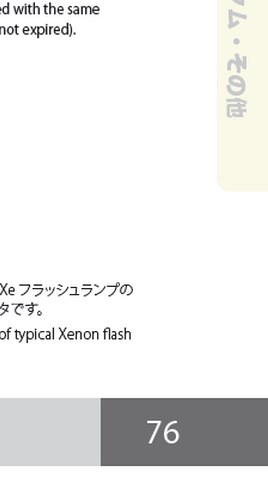 ed with the same
not expired).
ム・その他
Xe フラッシュランプの
タです。
of typical Xenon flash
76